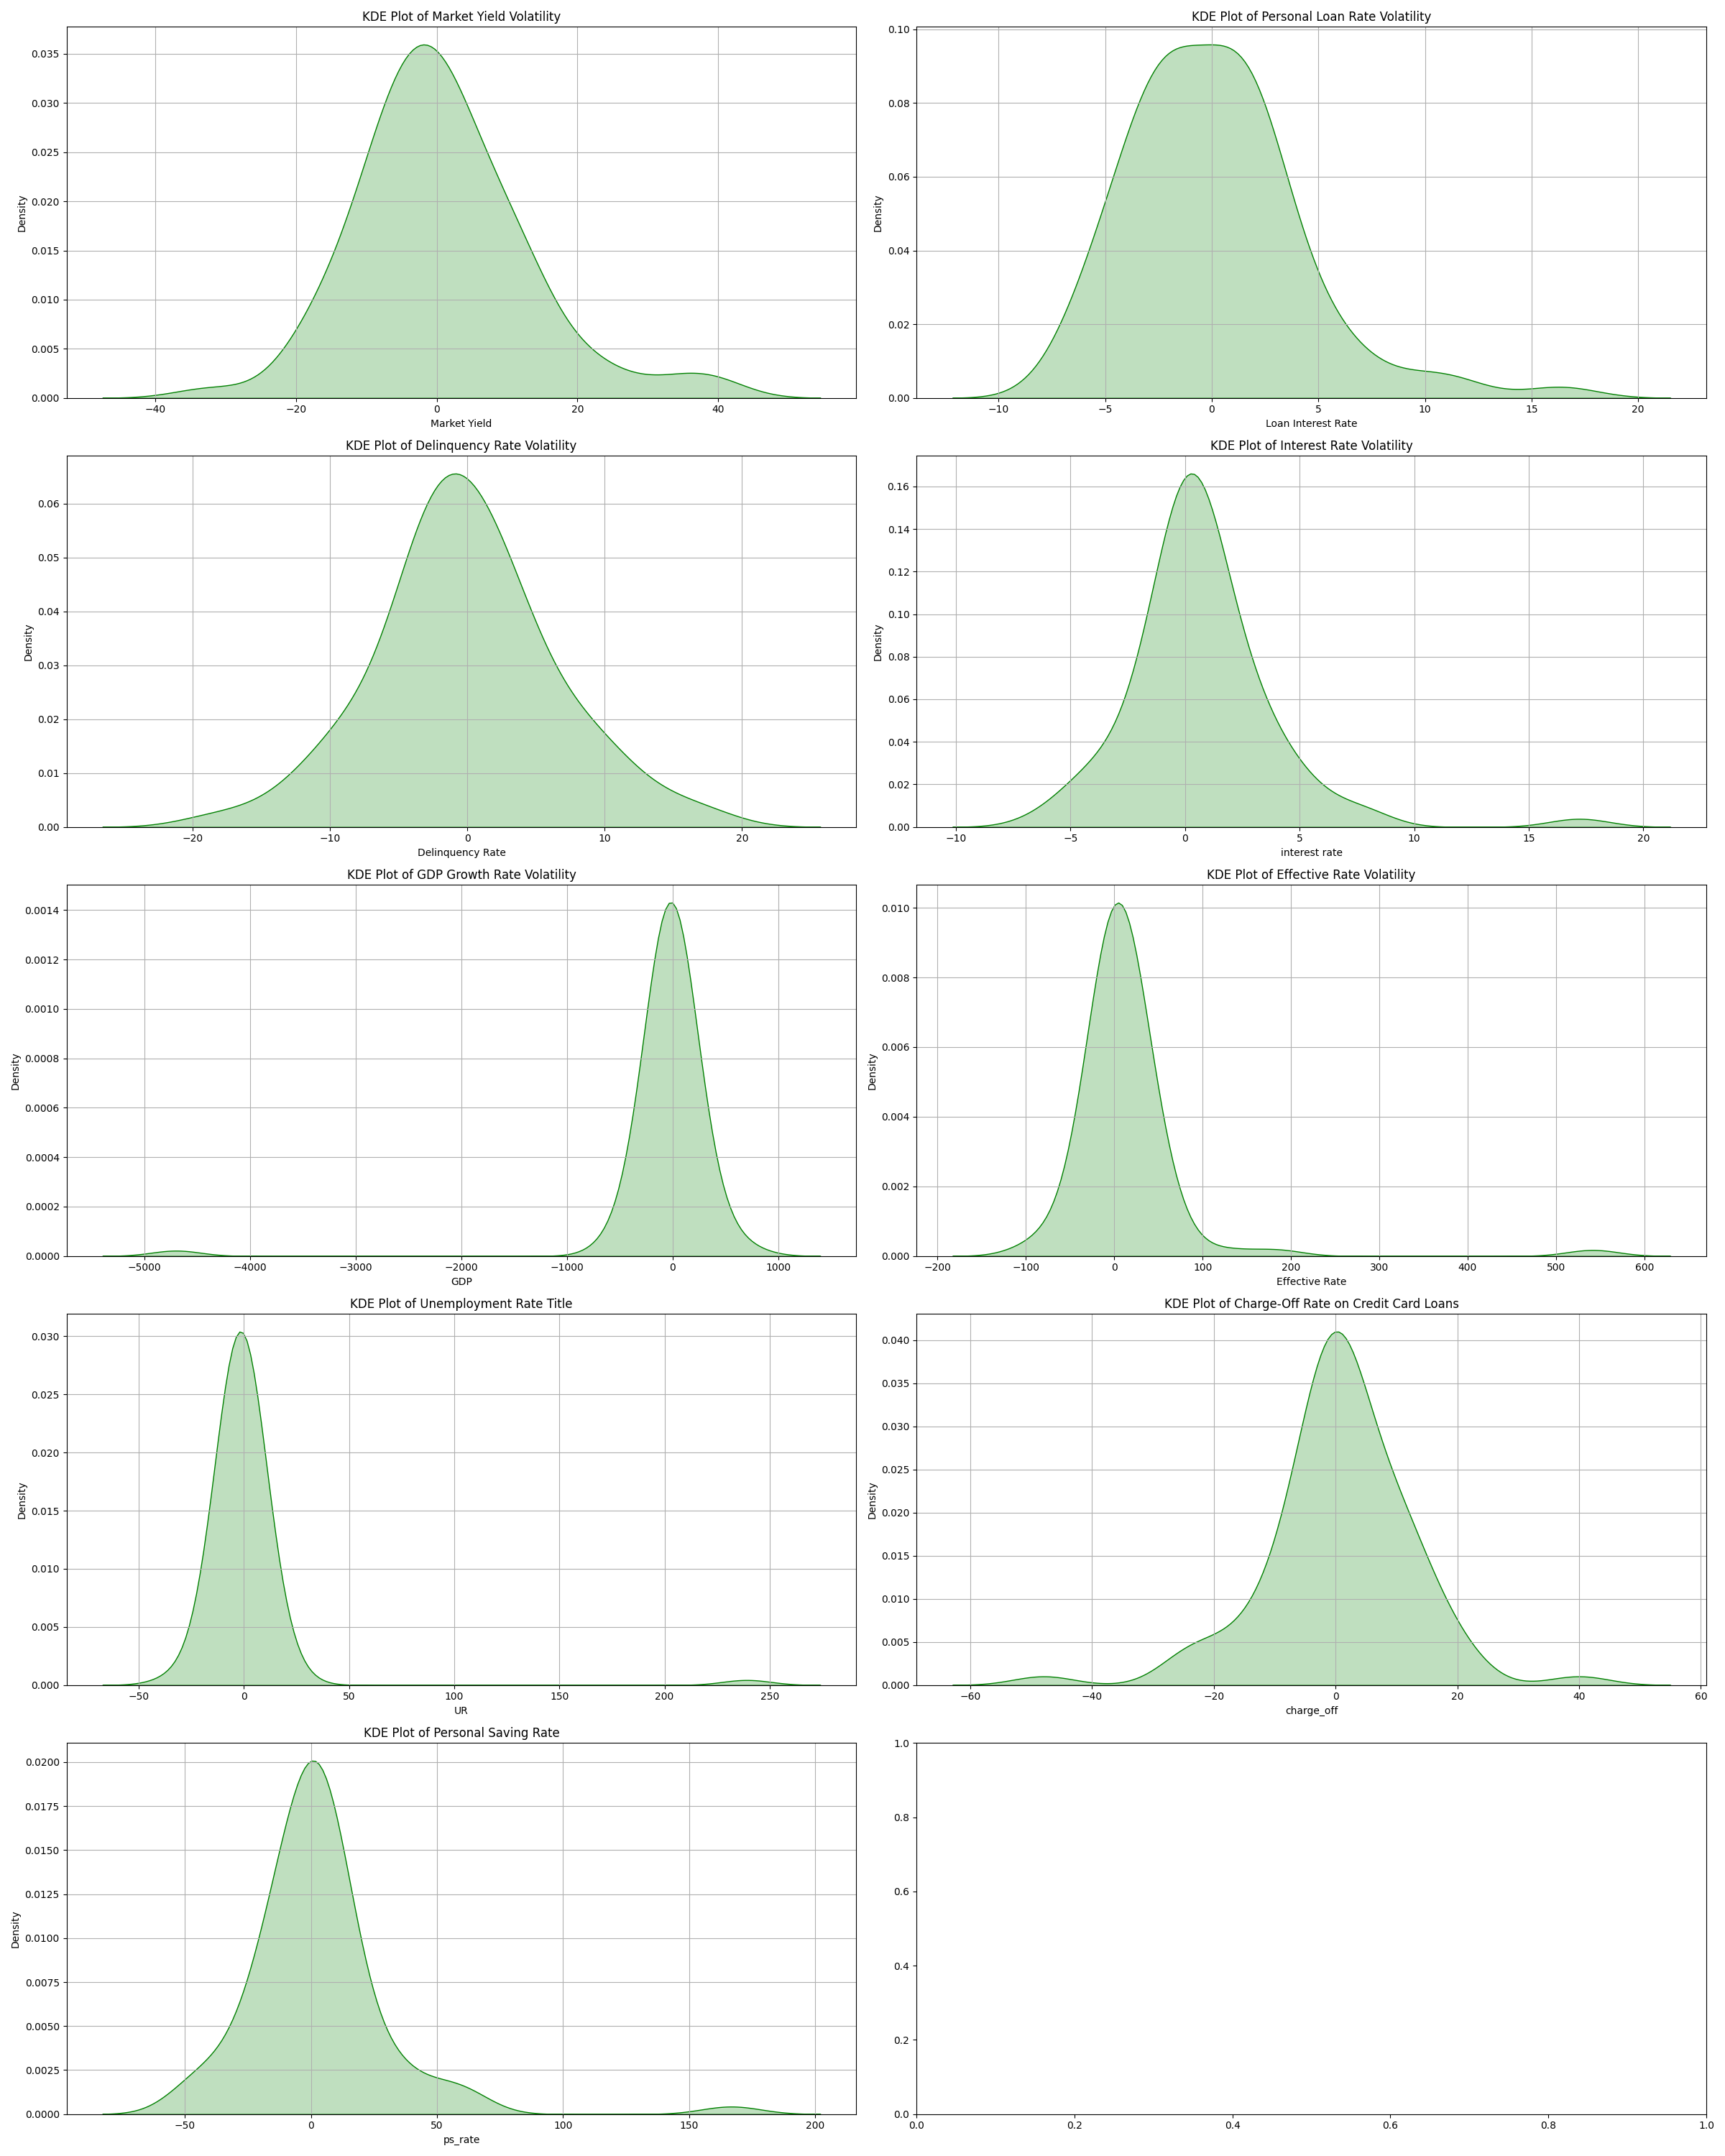 KDE Plot of Market Yield Volatility
Density
0.035
0.030
0.025
0.020
0.015
0.010
0.005
0.000
−40 −20 0 20 40
Market Yield
KDE Plot of Personal Loan Rate Volatility
Density
0.10
0.08
0.06
0.04
0.02
0.00
−10 −5 0 5 10 15 20
Loan Interest Rate
KDE Plot of Delinquency Rate Volatility
Density
0.06
0.05
0.04
0.03
0.02
0.01
0.00
−20 −10 0 10 20
Delinquency Rate
KDE Plot of Interest Rate Volatility
Density
0.16
0.14
0.12
0.10
0.08
0.06
0.04
0.02
0.00
−10 −5 0 5 10 15 20
interest rate
KDE Plot of GDP Growth Rate Volatility
Density
0.0014
0.0012
0.0010
0.0008
0.0006
0.0004
0.0002
0.0000
−5000 −4000 −3000 −2000 −1000 0 1000
GDP
KDE Plot of Effective Rate Volatility
Density
0.010
0.008
0.006
0.004
0.002
0.000
−200 −100 0 100 200 300 400 500 600
Effective Rate
KDE Plot of Unemployment Rate Title
Density
0.030
0.025
0.020
0.015
0.010
0.005
0.000
−50 0 50 100 150 200 250
UR
KDE Plot of Charge-Off Rate on Credit Card Loans
Density
0.040
0.035
0.030
0.025
0.020
0.015
0.010
0.005
0.000
−60 −40 −20 0 20 40 60
charge_off
KDE Plot of Personal Saving Rate
Density
0.0200
0.0175
0.0150
0.0125
0.0100
0.0075
0.0050
0.0025
0.0000
−50 0 50 100 150 200
ps_rate
1.0
0.8
0.6
0.4
0.2
0.0
0.0 0.2 0.4 0.6 0.8 1.0